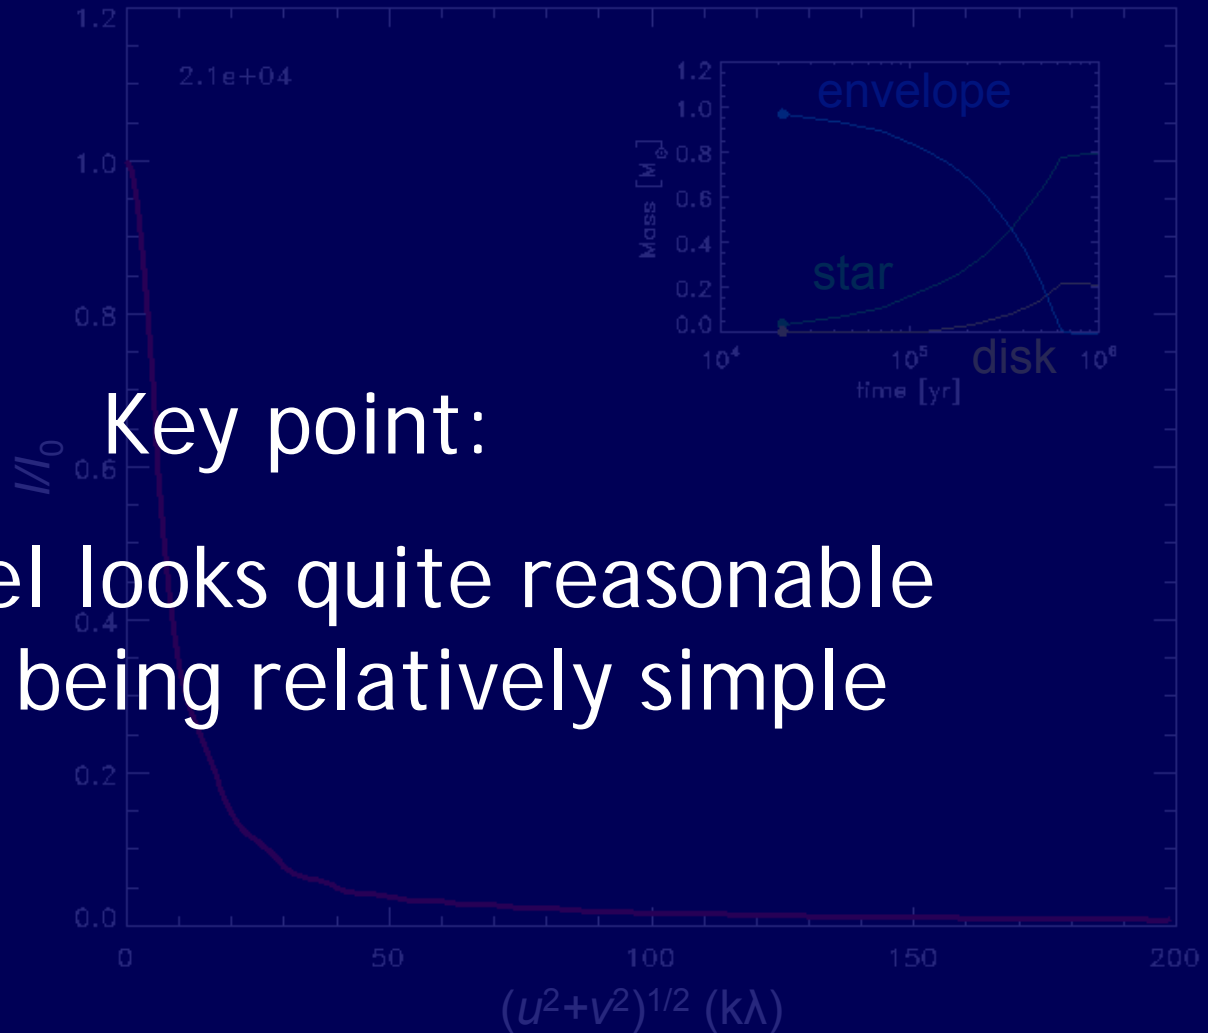 1.2
2.1e+04
1.0
0.8
0.6
0.4
0.2
0.0
I/I₀
0
50
100
150
200
(u²+v²)¹ᐟ² (kλ)
1.2
1.0
0.8
0.6
0.4
0.2
0.0
Mass [M⊙]
envelope
star
disk
10⁴
10⁵
10⁶
time [yr]
Key point:
looks quite reasonable
being relatively simple